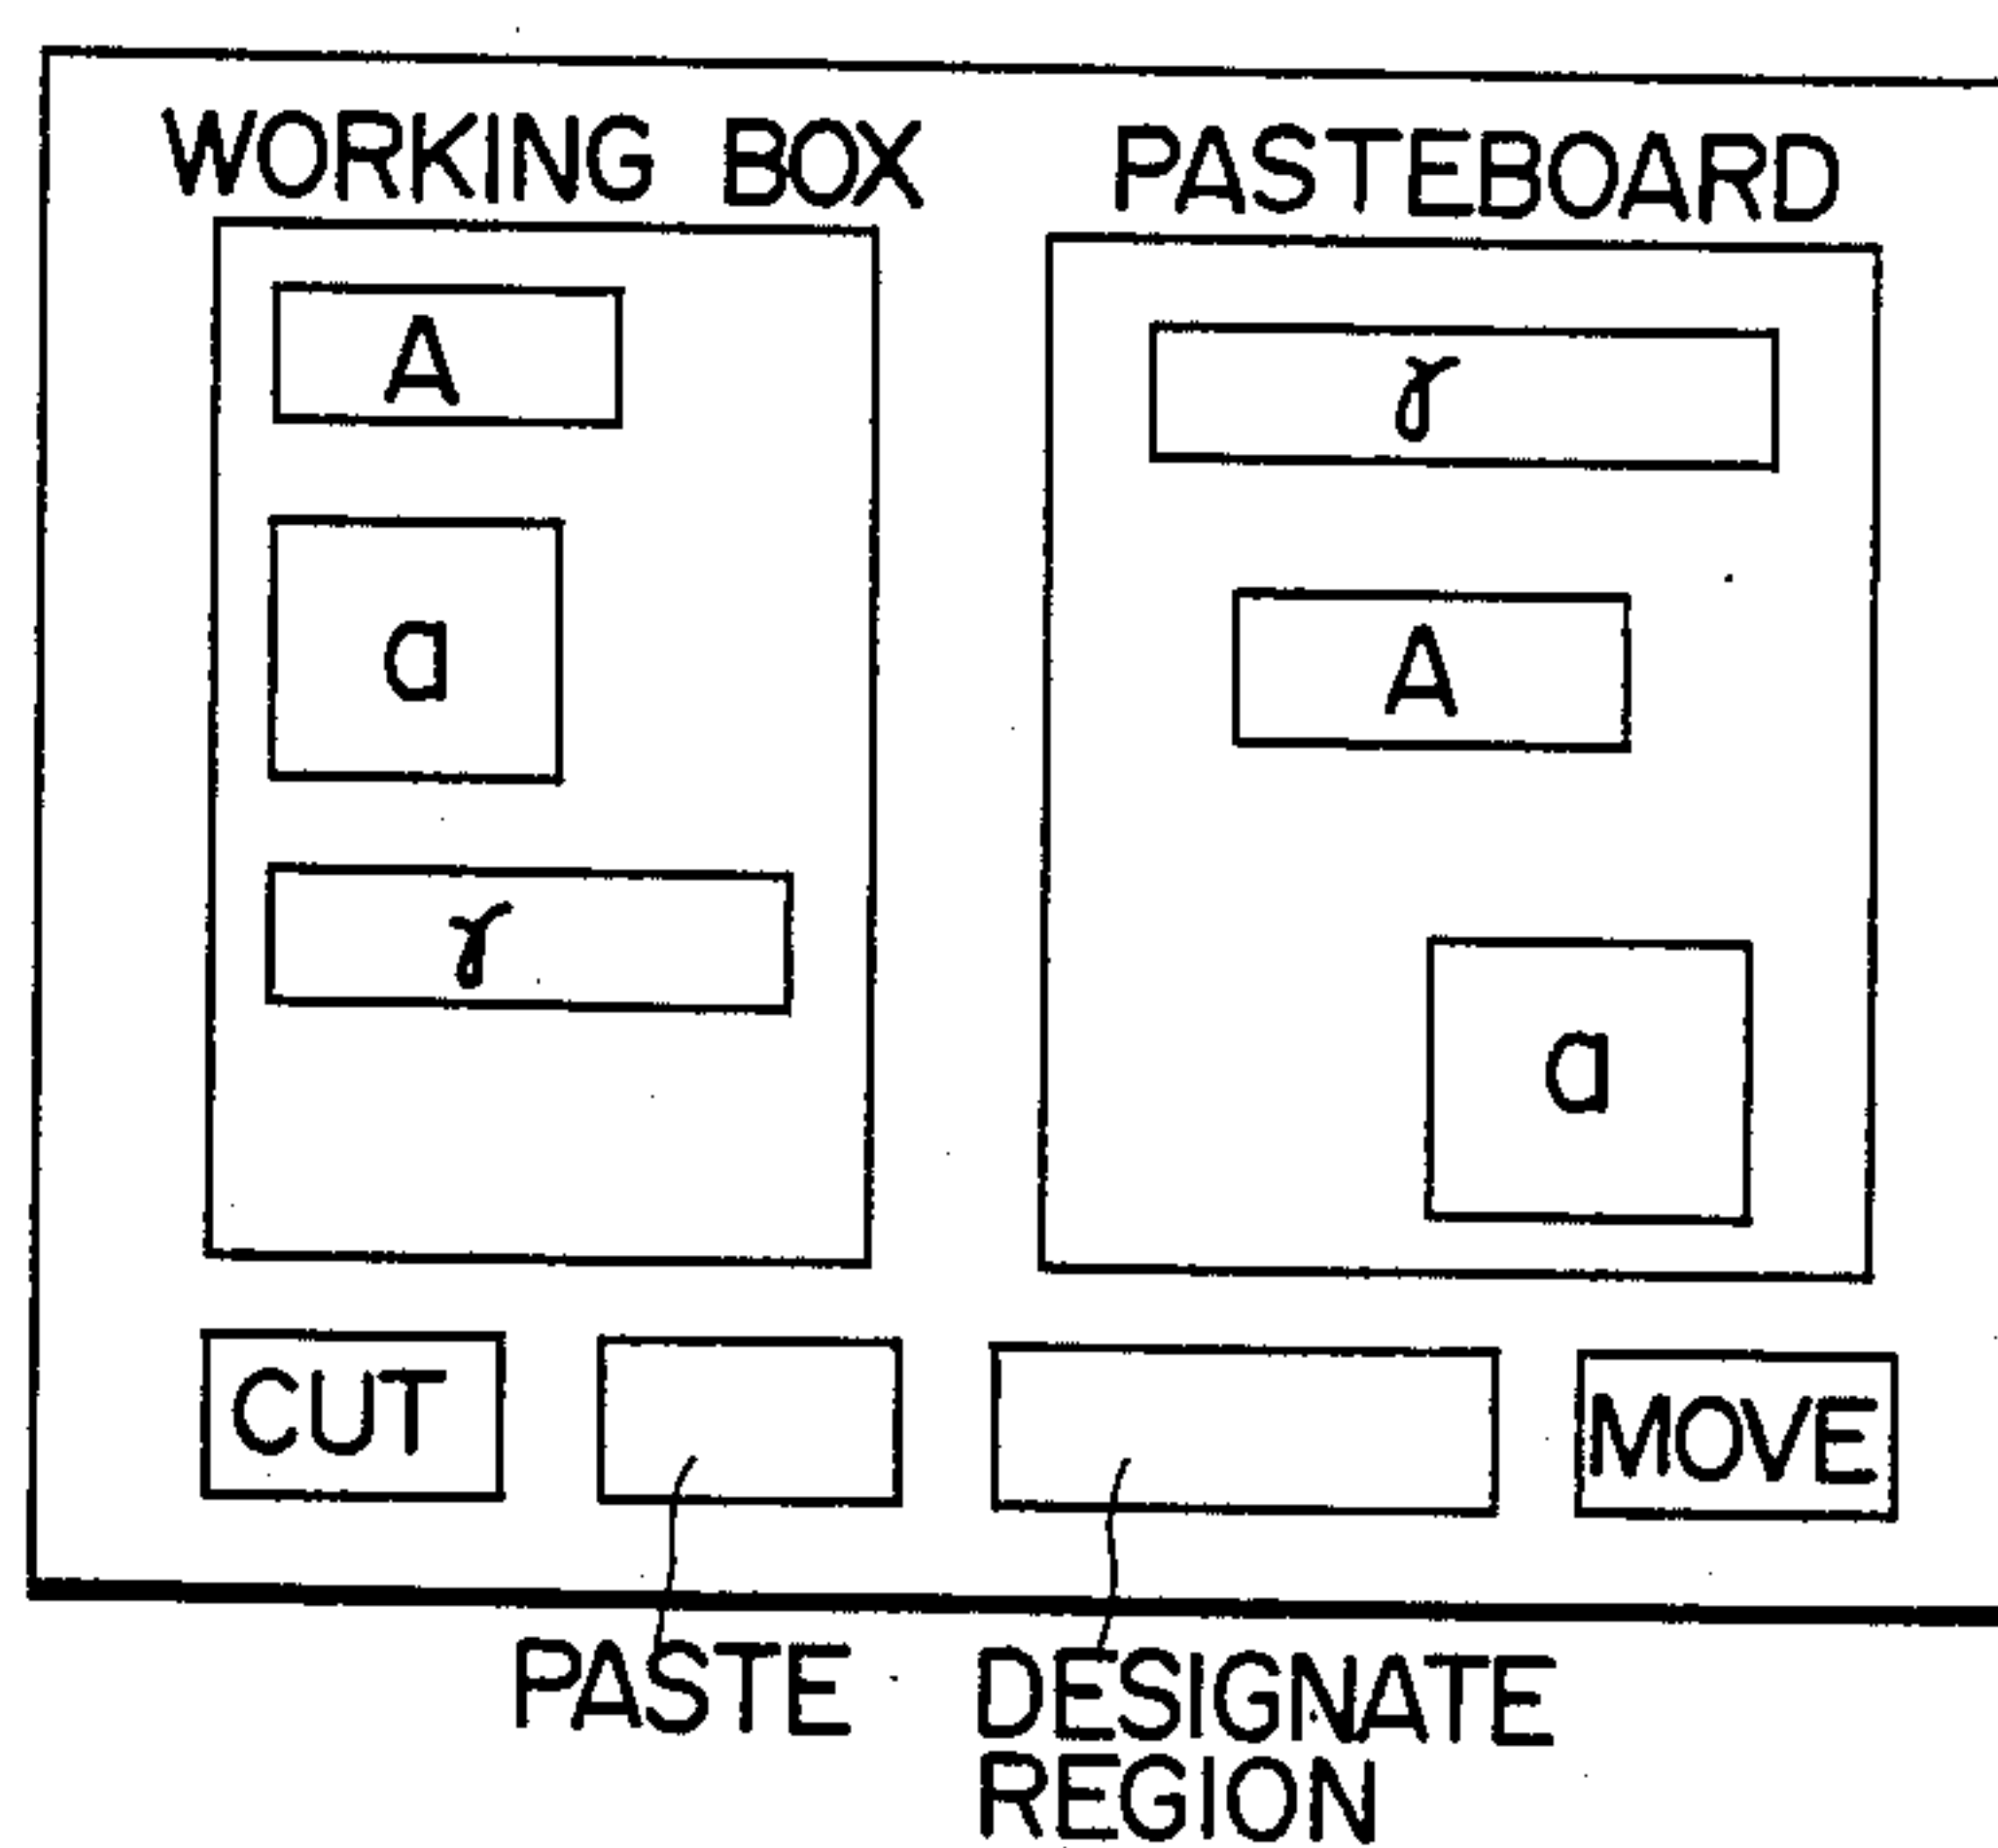 WORKING BOX
PASTEBOARD
A
a
γ
γ
A
a
CUT
MOVE
PASTE
DESIGNATE
REGION